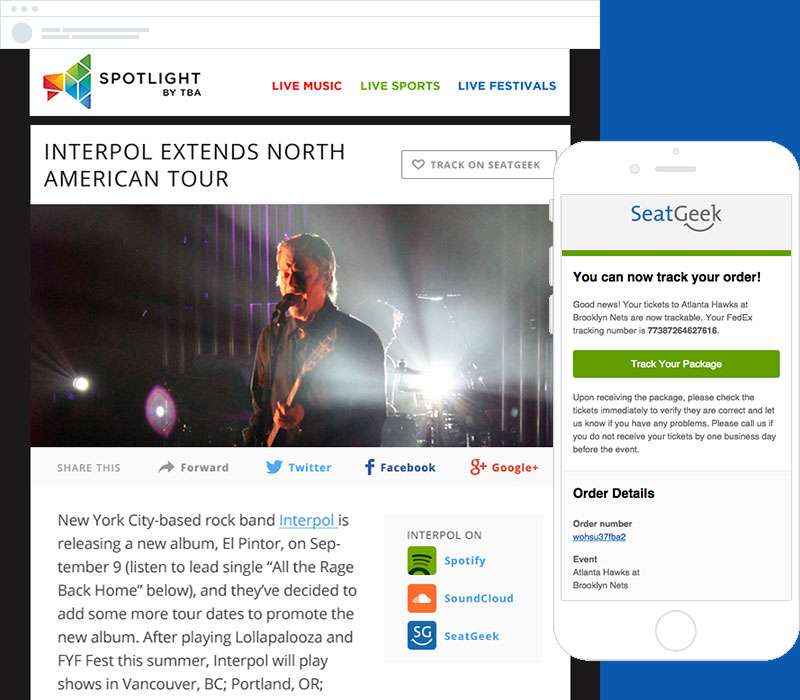 SPOTLIGHT
BY TBA
LIVE MUSIC LIVE SPORTS LIVE FESTIVALS
INTERPOL EXTENDS NORTH
AMERICAN TOUR
TRACK ON SEATGEEK
SHARE THIS Forward Twitter Facebook Google+
New York City-based rock band Interpol is
releasing a new album, El Pintor, on Sep-
tember 9 (listen to lead single “All the Rage
Back Home” below), and they’ve decided to
add some more tour dates to promote the
new album. After playing Lollapalooza and
FYF Fest this summer, Interpol will play
shows in Vancouver, BC; Portland, OR;
INTERPOL ON
Spotify
SoundCloud
SG SeatGeek
SeatGeek
You can now track your order!
Good news! Your tickets to Atlanta Hawks at
Brooklyn Nets are now trackable. Your FedEx
tracking number is 77387264627616.
Track Your Package
Upon receiving the package, please check the
tickets immediately to verify they are correct and let
us know if you have any problems. Please call us if
you do not receive your tickets by one business day
before the event.
Order Details
Order number
wohsu37fba2
Event
Atlanta Hawks at
Brooklyn Nets